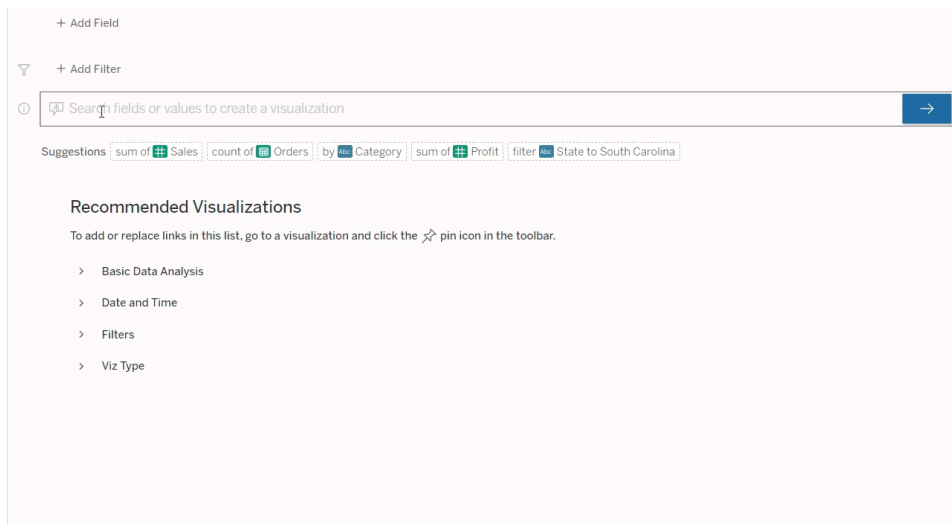 + Add Field
+ Add Filter
Search fields or values to create a visualization
Suggestions sum of # Sales count of Orders by Abc Category sum of # Profit filter Abc State to South Carolina
Recommended Visualizations
To add or replace links in this list, go to a visualization and click the pin icon in the toolbar.
Basic Data Analysis
Date and Time
Filters
Viz Type